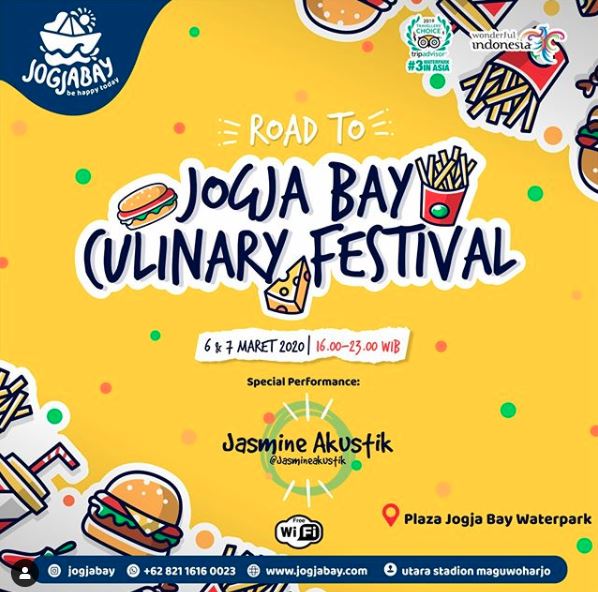 JOGJABAY
be happy today
2019
TRAVELLERS'
CHOICE
tripadvisor
#3 WATERPARK
IN ASIA
wonderful
indonesia
ROAD TO
JOGJA BAY
CULINARY FESTIVAL
6 & 7 MARET 2020 | 16.00-23.00 WIB
Special Performance:
Jasmine Akustik
@Jasmineakustik
Free
WiFi
Plaza Jogja Bay Waterpark
jogjabay
+62 821 1616 0023
www.jogjabay.com
utara stadion maguwoharjo